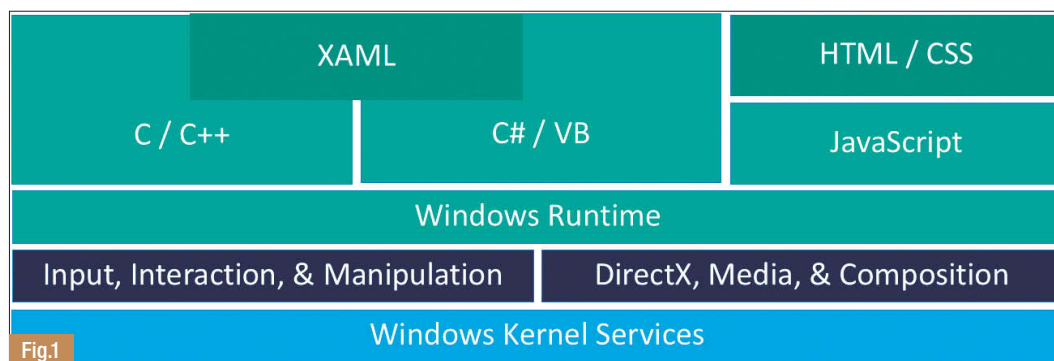 XAML
HTML / CSS
C / C++
C# / VB
JavaScript
Windows Runtime
Input, Interaction, & Manipulation
DirectX, Media, & Composition
Windows Kernel Services
Fig.1